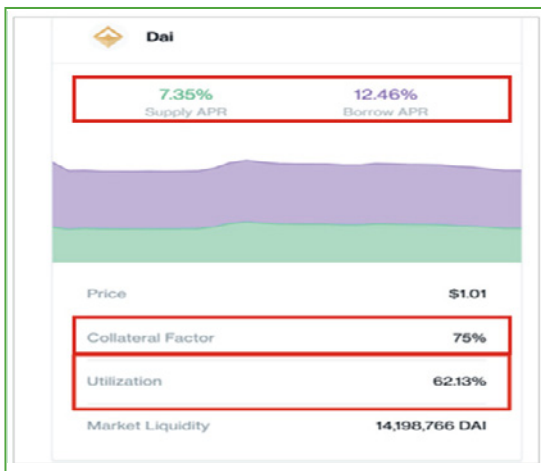 Dai
7.35% 12.46%
Supply APR Borrow APR
Price $1.01
Collateral Factor 75%
Utilization 62.13%
Market Liquidity 14,198,766 DAI